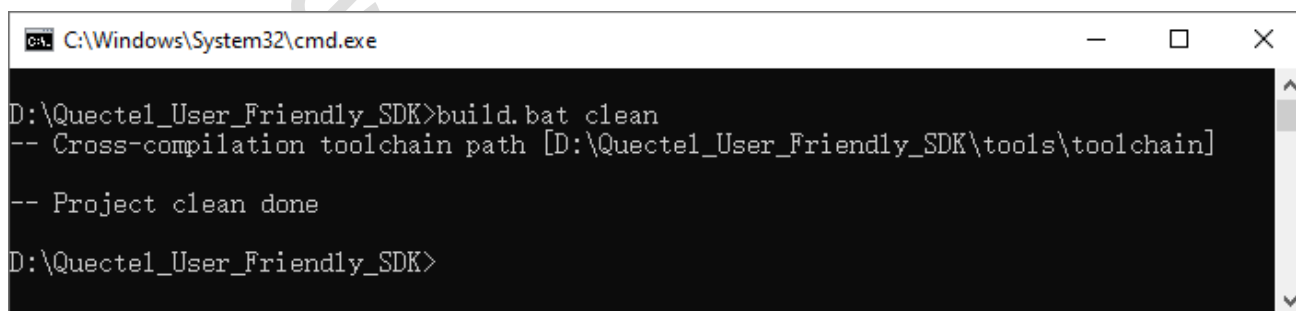 C:\Windows\System32\cmd.exe
D:\Quectel_User_Friendly_SDK>build.bat clean
-- Cross-compilation toolchain path [D:\Quectel_User_Friendly_SDK\tools\toolchain]
-- Project clean done
D:\Quectel_User_Friendly_SDK>